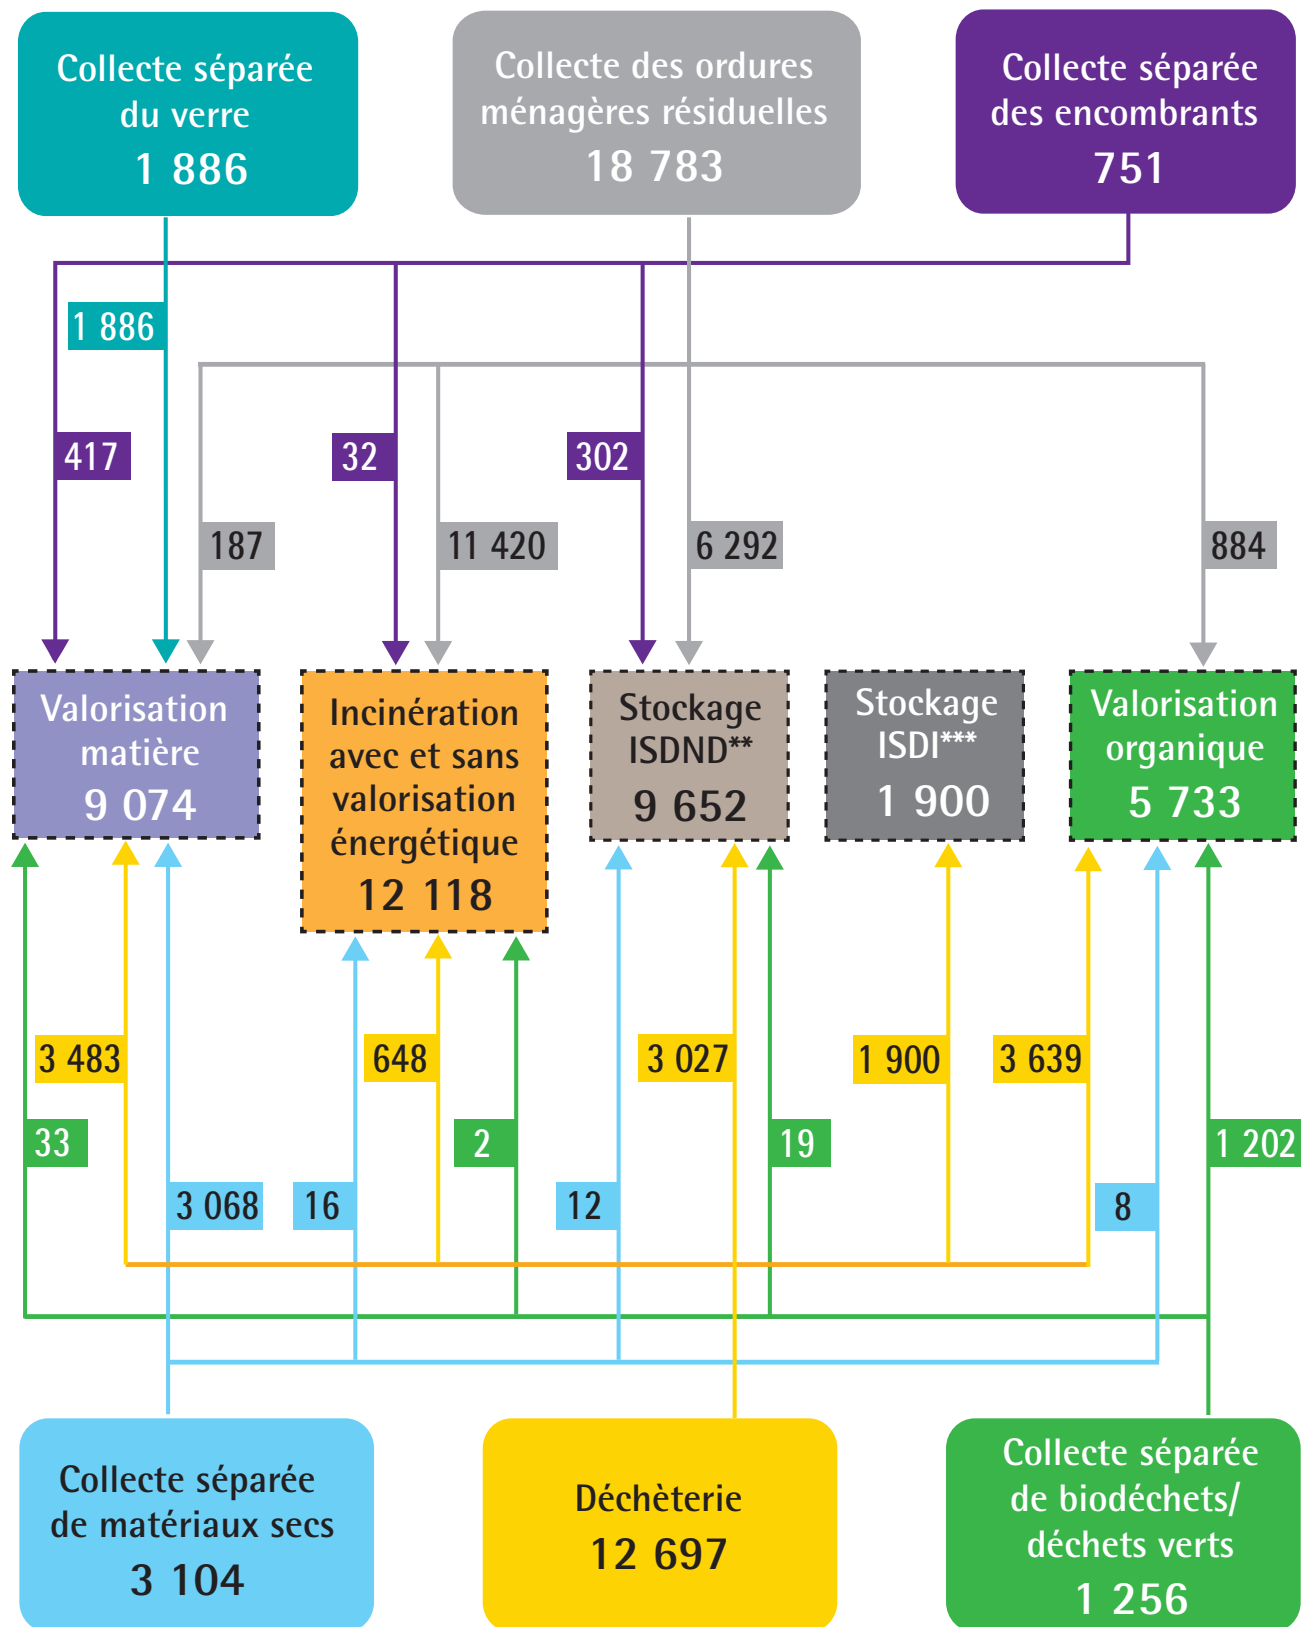 Collecte séparée
du verre
1 886
Collecte des ordures
ménagères résiduelles
18 783
Collecte séparée
des encombrants
751
1 886
417
32
302
187
11 420
6 292
884
Valorisation
matière
9 074
Incinération
avec et sans
valorisation
énergétique
12 118
Stockage
ISDND**
9 652
Stockage
ISDI***
1 900
Valorisation
organique
5 733
3 483
648
3 027
1 900
3 639
33
2
19
1 202
3 068
16
12
8
Collecte séparée
de matériaux secs
3 104
Déchèterie
12 697
Collecte séparée
de biodéchets/
déchets verts
1 256